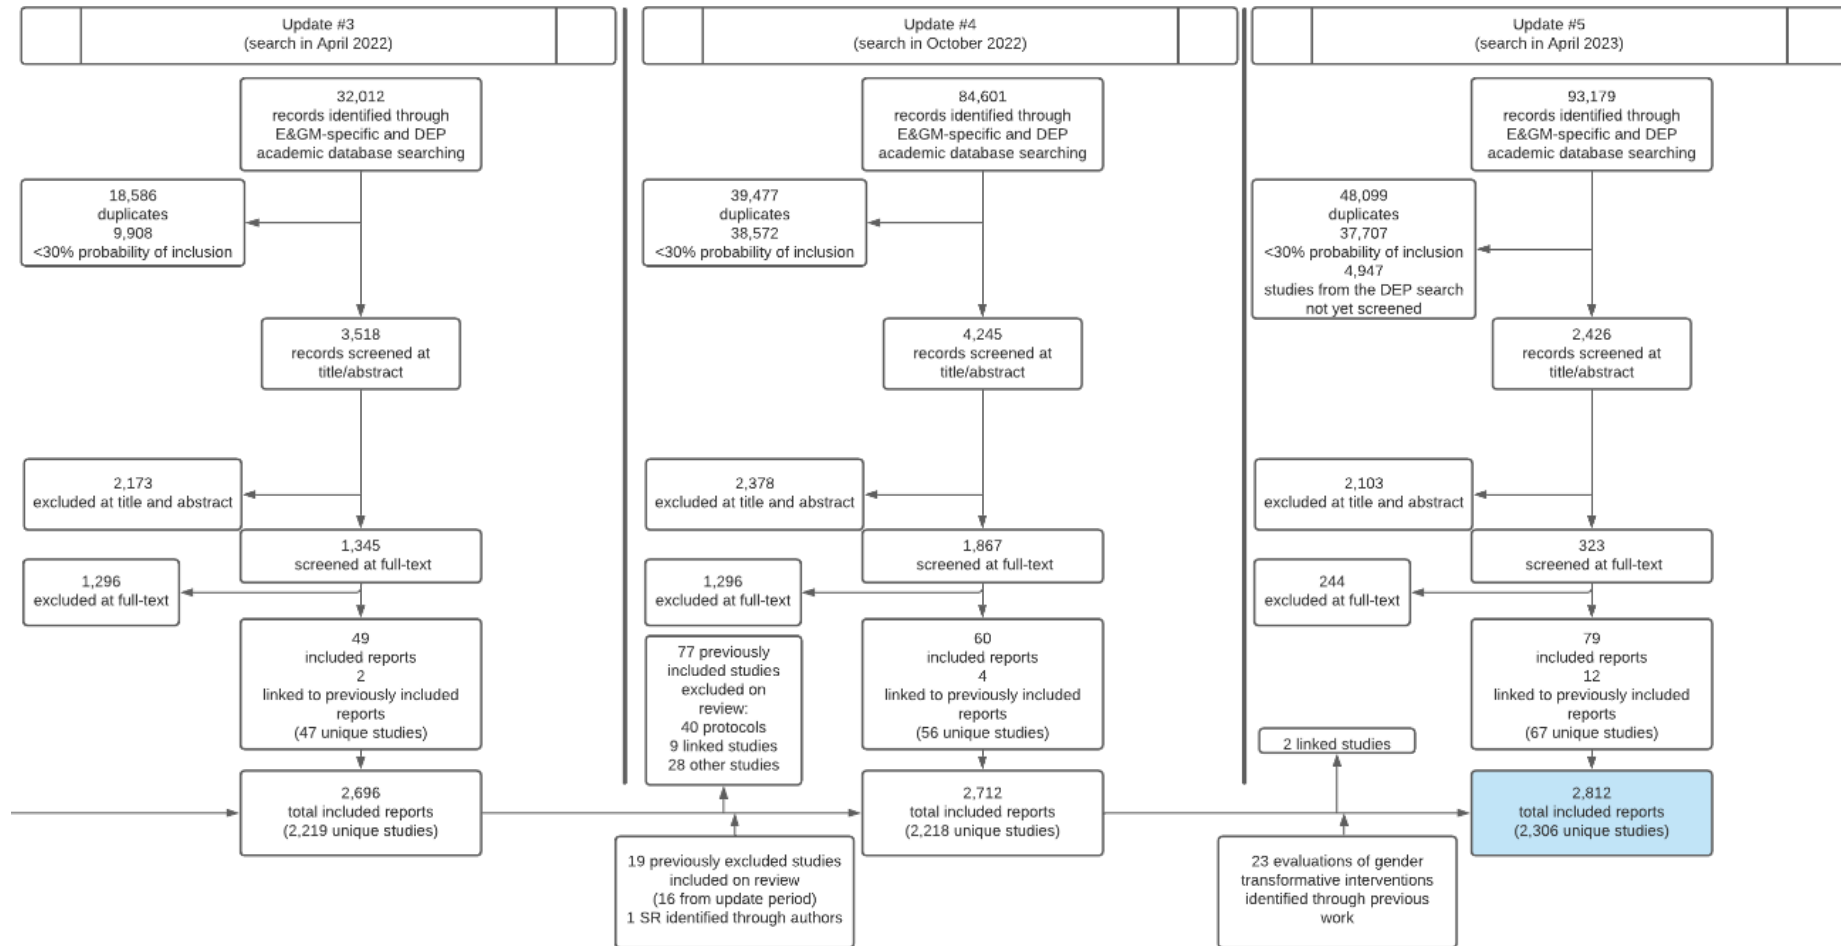 Update #3
(search in April 2022)
32,012
records identified through
E&GM-specific and DEP
academic database searching
18,586
duplicates
9,908
<30% probability of inclusion
3,518
records screened at
title/abstract
2,173
excluded at title and abstract
1,345
screened at full-text
1,296
excluded at full-text
49
included reports
2
linked to previously included
reports
(47 unique studies)
2,696
total included reports
(2,219 unique studies)
Update #4
(search in October 2022)
84,601
records identified through
E&GM-specific and DEP
academic database searching
39,477
duplicates
38,572
<30% probability of inclusion
4,245
records screened at
title/abstract
2,378
excluded at title and abstract
1,867
screened at full-text
1,296
excluded at full-text
77 previously
included studies
excluded on
review:
40 protocols
9 linked studies
28 other studies
60
included reports
4
linked to previously included
reports
(56 unique studies)
2,712
total included reports
(2,218 unique studies)
19 previously excluded studies
included on review
(16 from update period)
1 SR identified through authors
Update #5
(search in April 2023)
93,179
records identified through
E&GM-specific and DEP
academic database searching
48,099
duplicates
37,707
<30% probability of inclusion
4,947
studies from the DEP search
not yet screened
2,426
records screened at
title/abstract
2,103
excluded at title and abstract
323
screened at full-text
244
excluded at full-text
79
included reports
12
linked to previously included
reports
(67 unique studies)
2 linked studies
2,812
total included reports
(2,306 unique studies)
23 evaluations of gender
transformative interventions
identified through previous
work